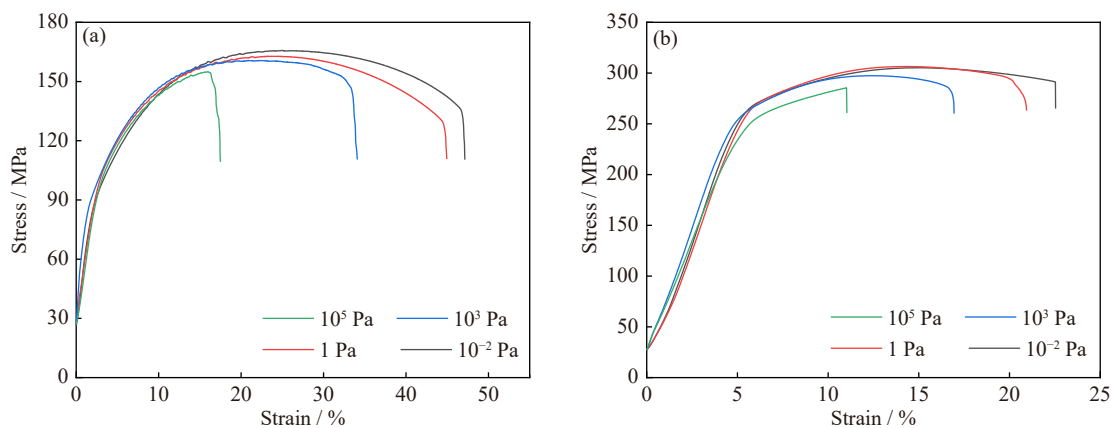 (a)
Stress / MPa
180
150
120
90
60
30
0
0 10 20 30 40 50
Strain / %
10⁵ Pa 10³ Pa
1 Pa 10⁻² Pa
(b)
Stress / MPa
350
300
250
200
150
100
50
0
0 5 10 15 20 25
Strain / %
10⁵ Pa 10³ Pa
1 Pa 10⁻² Pa